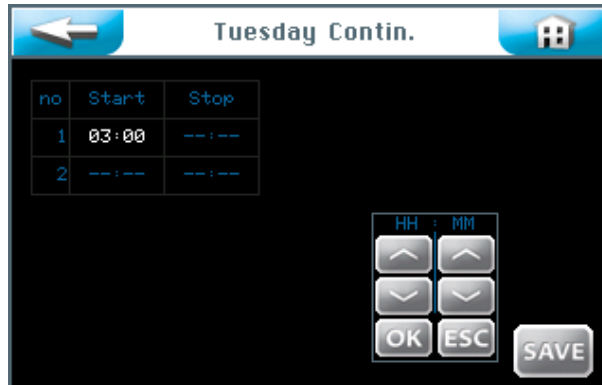 Tuesday Contin.
no Start Stop
1 03:00 --:--
2 --:-- --:--
HH : MM
OK ESC
SAVE